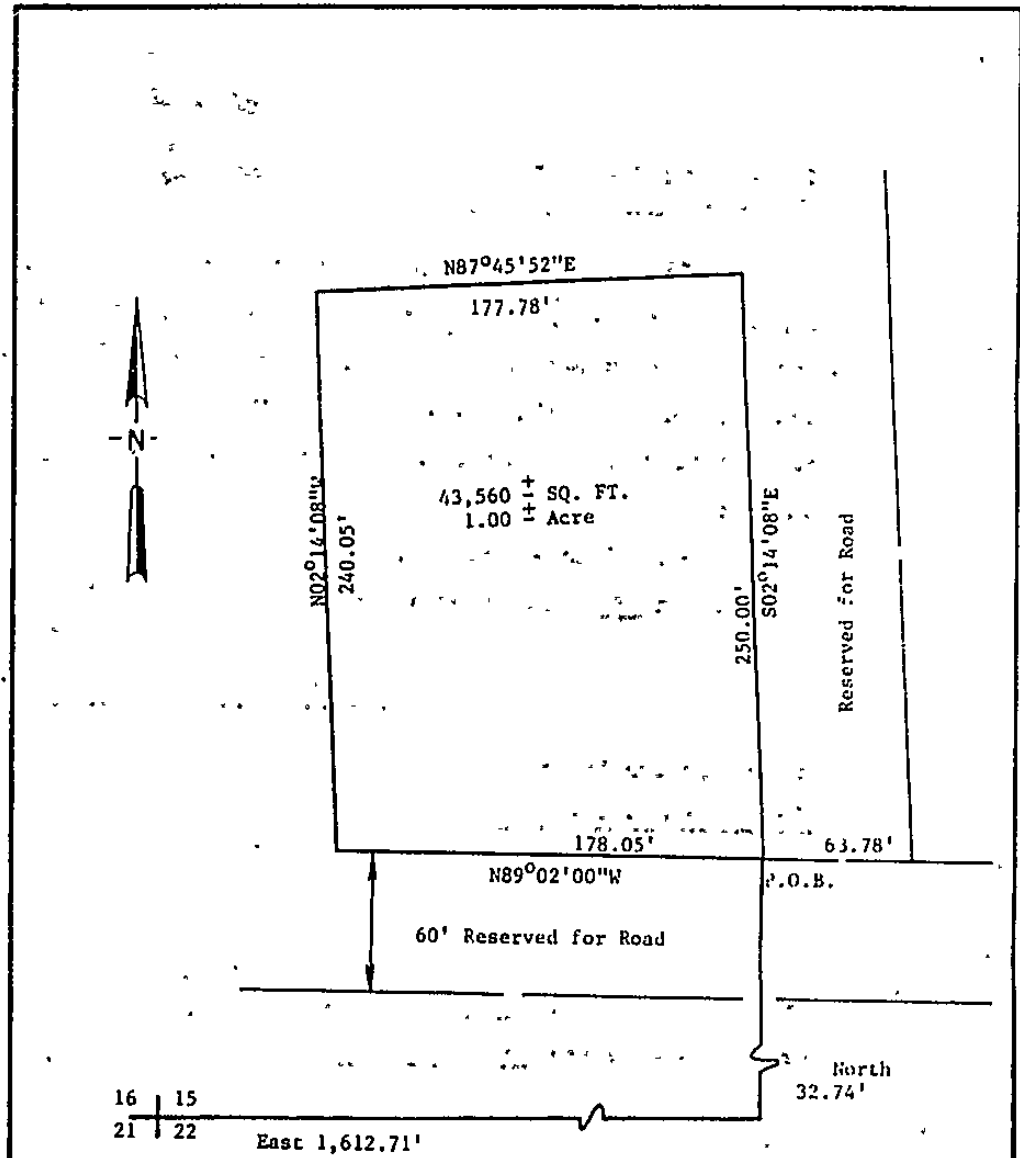 N87°45'52"E
177.78'
-N-
43,560 ± SQ. FT.
1.00 ± Acre
N02°14'08"W
240.05'
250.00'
S02°14'08"E
Reserved for Road
178.05'
63.78'
N89°02'00"W
P.O.B.
60' Reserved for Road
North
32.74'
16 15
21 22
East 1,612.71'